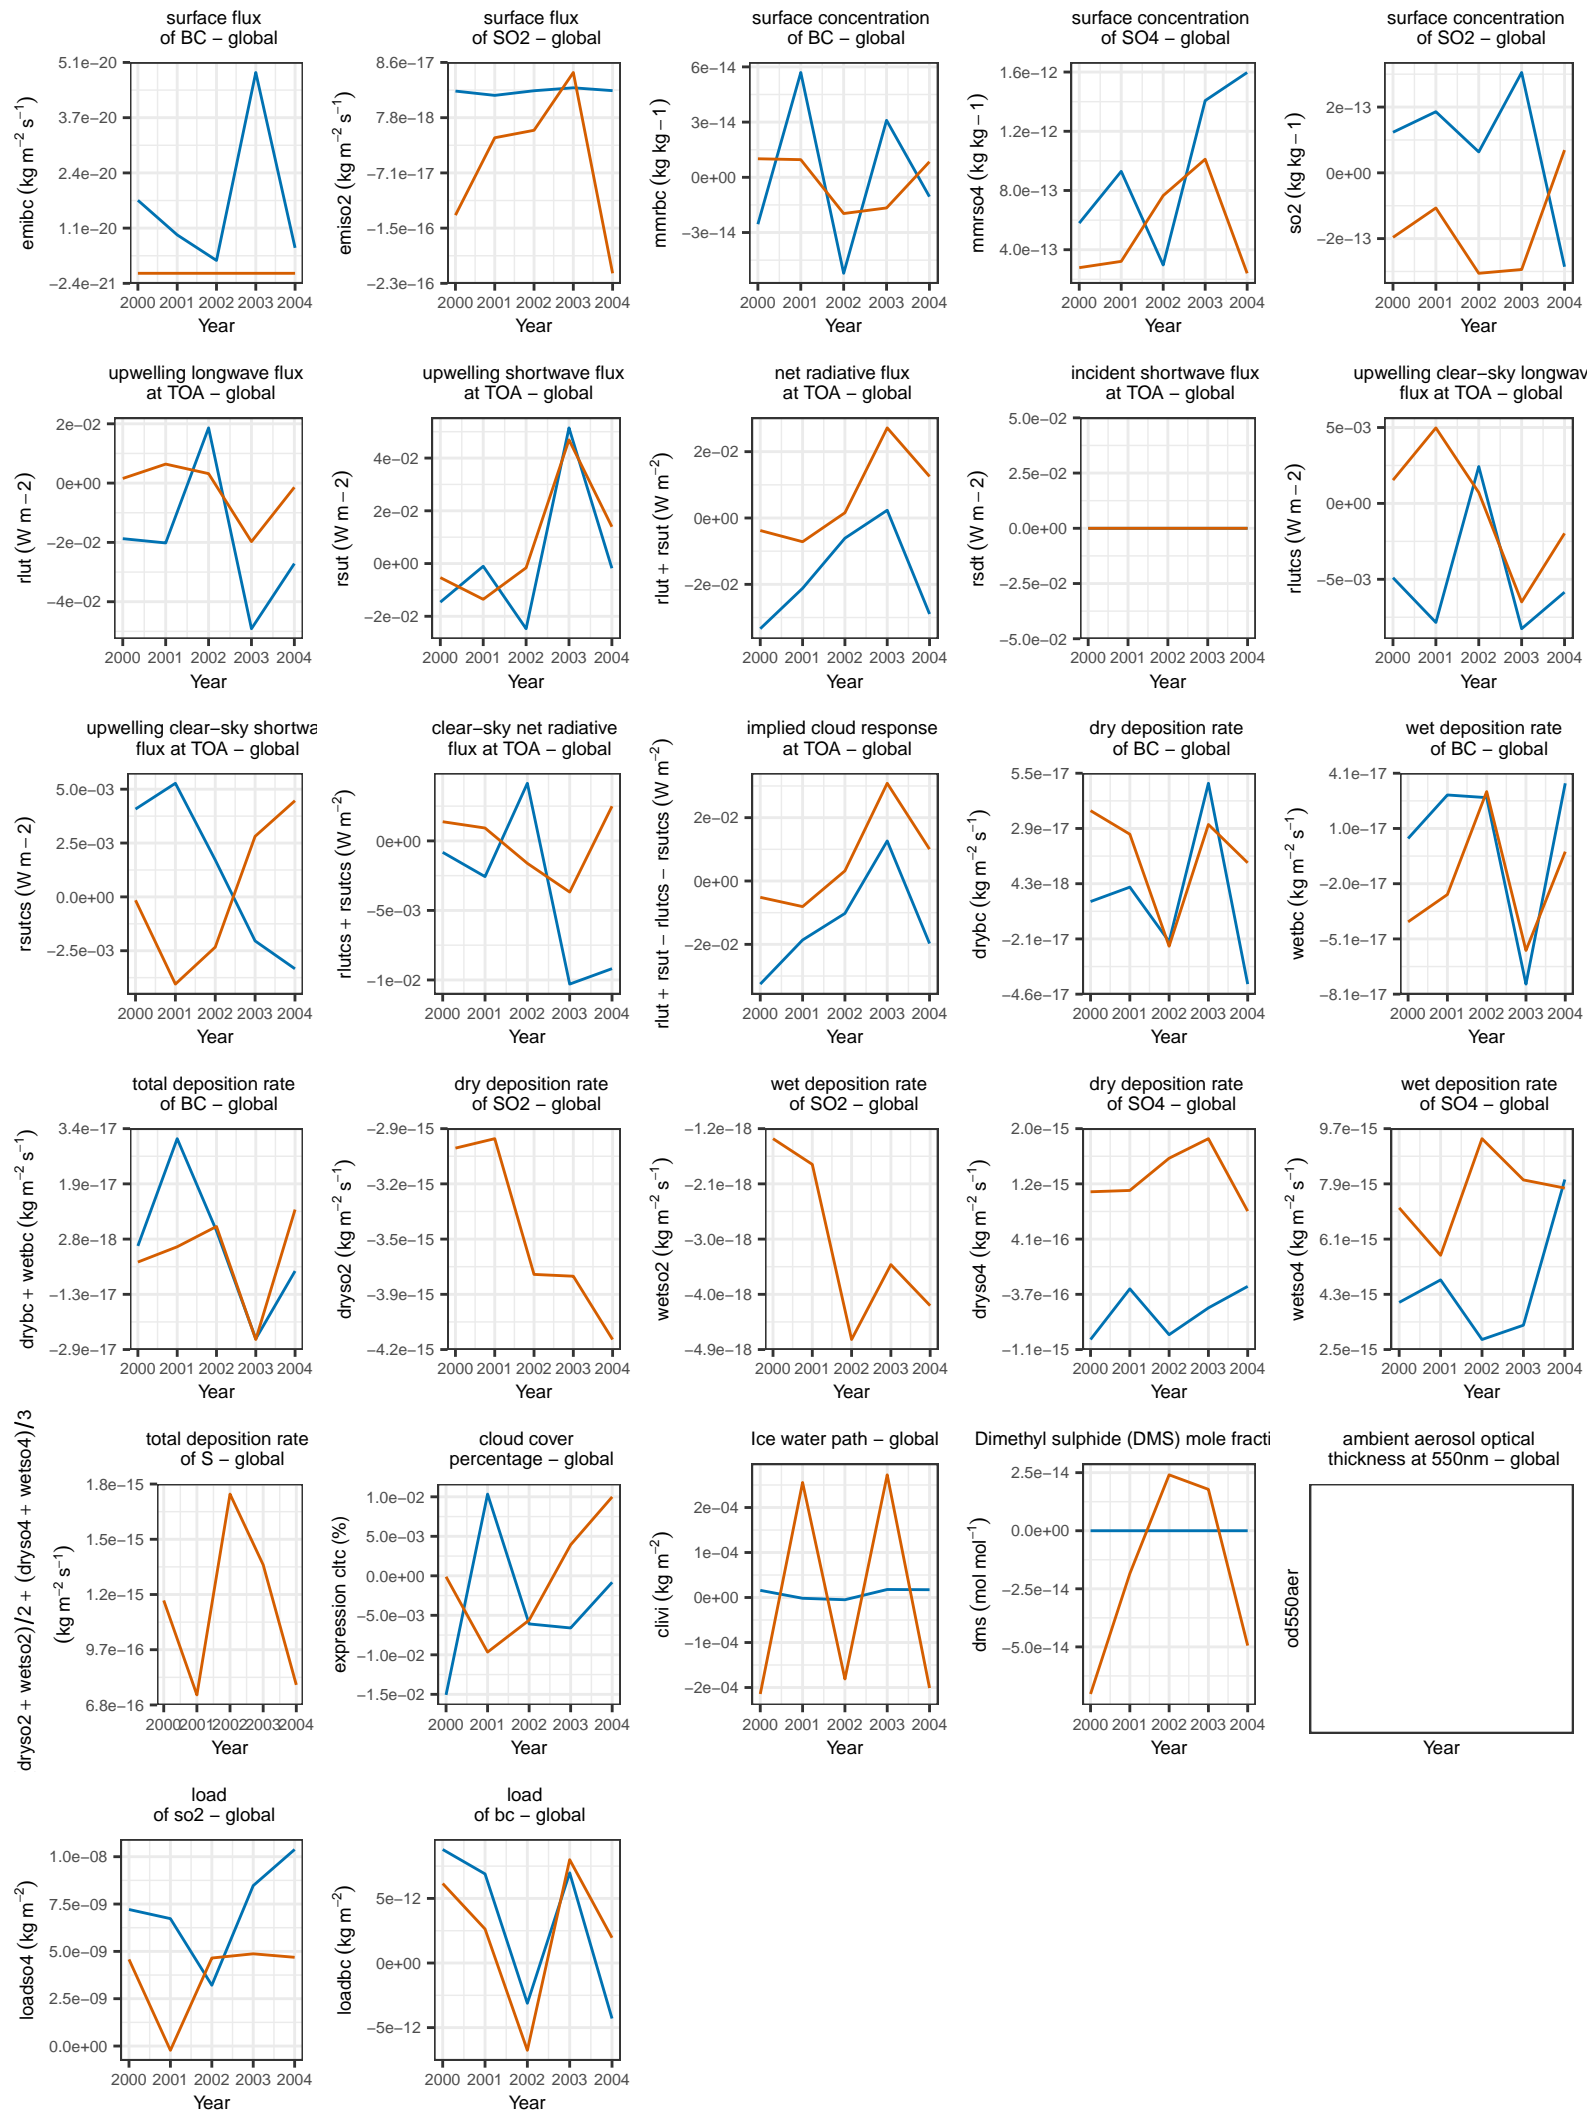 surface flux
of BC − global
surface flux
of SO2 − global
surface concentration
of BC − global
surface concentration
of SO4 − global
surface concentration
of SO2 − global
emibc (kg m−2 s−1)
5.1e−20
3.7e−20
2.4e−20
1.1e−20
−2.4e−21
2000 2001 2002 2003 2004
Year
emiso2 (kg m−2 s−1)
8.6e−17
7.8e−18
−7.1e−17
−1.5e−16
−2.3e−16
2000 2001 2002 2003 2004
Year
mmrbc (kg kg−1)
6e−14
3e−14
0e+00
−3e−14
2000 2001 2002 2003 2004
Year
mmrso4 (kg kg−1)
1.6e−12
1.2e−12
8.0e−13
4.0e−13
2000 2001 2002 2003 2004
Year
so2 (kg kg−1)
2e−13
0e+00
−2e−13
2000 2001 2002 2003 2004
Year
upwelling longwave flux
at TOA − global
upwelling shortwave flux
at TOA − global
net radiative flux
at TOA − global
incident shortwave flux
at TOA − global
upwelling clear−sky longwav
flux at TOA − global
rlut (W m−2)
2e−02
0e+00
−2e−02
−4e−02
2000 2001 2002 2003 2004
Year
rsut (W m−2)
4e−02
2e−02
0e+00
−2e−02
2000 2001 2002 2003 2004
Year
rlut + rsut (W m−2)
2e−02
0e+00
−2e−02
2000 2001 2002 2003 2004
Year
rsdt (W m−2)
5.0e−02
2.5e−02
0.0e+00
−2.5e−02
−5.0e−02
2000 2001 2002 2003 2004
Year
rlutcs (W m−2)
5e−03
0e+00
−5e−03
2000 2001 2002 2003 2004
Year
upwelling clear−sky shortwa
flux at TOA − global
clear−sky net radiative
flux at TOA − global
implied cloud response
at TOA − global
dry deposition rate
of BC − global
wet deposition rate
of BC − global
rsutcs (W m−2)
5.0e−03
2.5e−03
0.0e+00
−2.5e−03
2000 2001 2002 2003 2004
Year
rlutcs + rsutcs (W m−2)
0e+00
−5e−03
−1e−02
2000 2001 2002 2003 2004
Year
rlut + rsut − rlutcs − rsutcs (W m−2)
2e−02
0e+00
−2e−02
2000 2001 2002 2003 2004
Year
drybc (kg m−2 s−1)
5.5e−17
2.9e−17
4.3e−18
−2.1e−17
−4.6e−17
2000 2001 2002 2003 2004
Year
wetbc (kg m−2 s−1)
4.1e−17
1.0e−17
−2.0e−17
−5.1e−17
−8.1e−17
2000 2001 2002 2003 2004
Year
total deposition rate
of BC − global
dry deposition rate
of SO2 − global
wet deposition rate
of SO2 − global
dry deposition rate
of SO4 − global
wet deposition rate
of SO4 − global
drybc + wetbc (kg m−2 s−1)
3.4e−17
1.9e−17
2.8e−18
−1.3e−17
−2.9e−17
2000 2001 2002 2003 2004
Year
dryso2 (kg m−2 s−1)
−2.9e−15
−3.2e−15
−3.5e−15
−3.9e−15
−4.2e−15
2000 2001 2002 2003 2004
Year
wetso2 (kg m−2 s−1)
−1.2e−18
−2.1e−18
−3.0e−18
−4.0e−18
−4.9e−18
2000 2001 2002 2003 2004
Year
dryso4 (kg m−2 s−1)
2.0e−15
1.2e−15
4.1e−16
−3.7e−16
−1.1e−15
2000 2001 2002 2003 2004
Year
wetso4 (kg m−2 s−1)
9.7e−15
7.9e−15
6.1e−15
4.3e−15
2.5e−15
2000 2001 2002 2003 2004
Year
total deposition rate
of S − global
cloud cover
percentage − global
Ice water path − global
Dimethyl sulphide (DMS) mole fracti
ambient aerosol optical
thickness at 550nm − global
dryso2 + wetso2)/2 + (dryso4 + wetso4)/3
(kg m−2 s−1)
1.8e−15
1.5e−15
1.2e−15
9.7e−16
6.8e−16
2000 2001 2002 2003 2004
Year
expression cltc (%)
1.0e−02
5.0e−03
0.0e+00
−5.0e−03
−1.0e−02
−1.5e−02
2000 2001 2002 2003 2004
Year
clivi (kg m−2)
2e−04
1e−04
0e+00
−1e−04
−2e−04
2000 2001 2002 2003 2004
Year
dms (mol mol−1)
2.5e−14
0.0e+00
−2.5e−14
−5.0e−14
2000 2001 2002 2003 2004
Year
od550aer
Year
load
of so2 − global
load
of bc − global
loadso4 (kg m−2)
1.0e−08
7.5e−09
5.0e−09
2.5e−09
0.0e+00
2000 2001 2002 2003 2004
Year
loadbc (kg m−2)
5e−12
0e+00
−5e−12
2000 2001 2002 2003 2004
Year